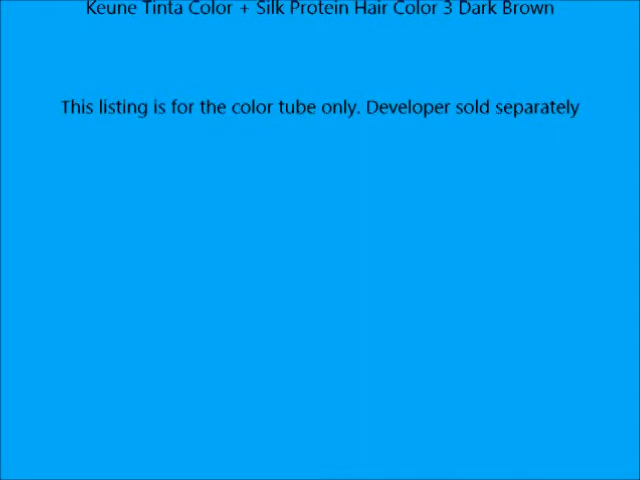 Keune Tinta Color + Silk Protein Hair Color 3 Dark Brown
This listing is for the color tube only. Developer sold separately